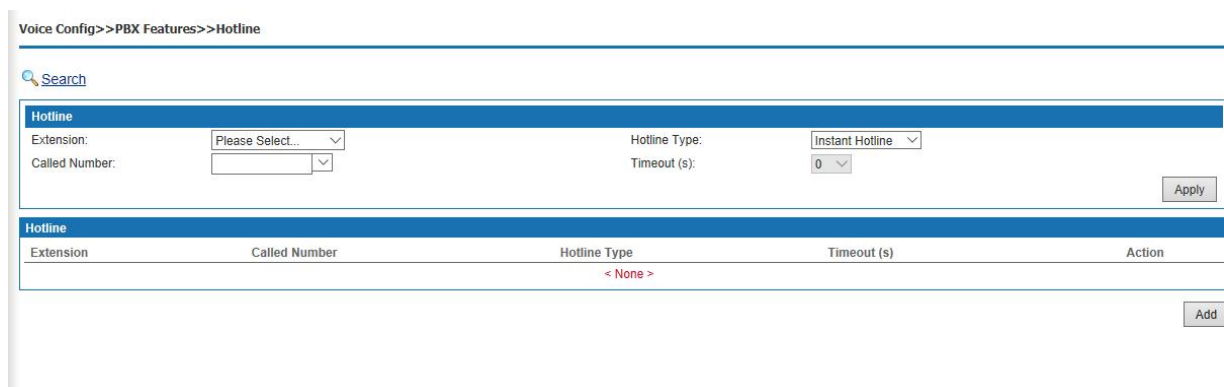 Voice Config>>PBX Features>>Hotline
Search
Hotline
Extension: Please Select... Hotline Type: Instant Hotline
Called Number: Timeout (s): 0
Apply
Hotline
Extension Called Number Hotline Type Timeout (s) Action
< None >
Add